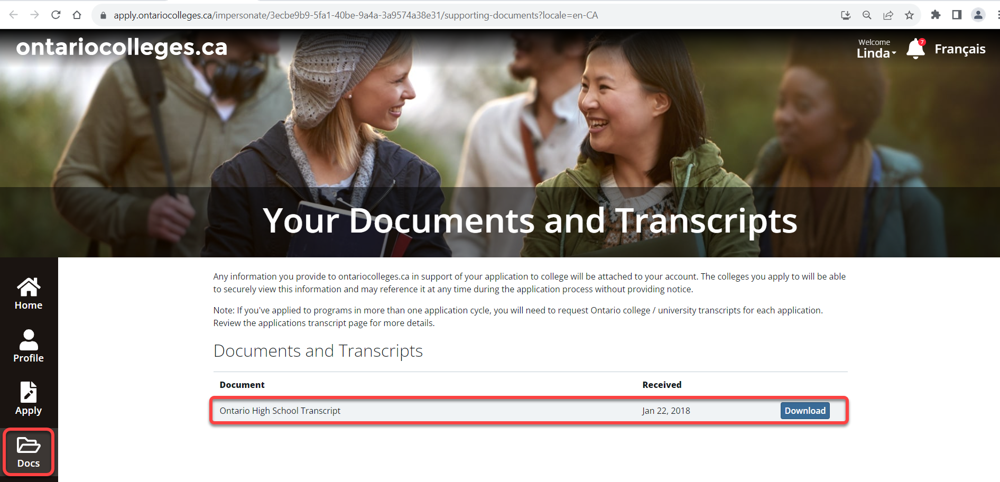 apply.ontariocolleges.ca/impersonate/3ecbe9b9-5fa1-40be-9a4a-3a9574a38e31/supporting-documents?locale=en-CA
ontariocolleges.ca
Welcome
Linda
7
Français
Your Documents and Transcripts
Home
Profile
Apply
Docs
Any information you provide to ontariocolleges.ca in support of your application to college will be attached to your account. The colleges you apply to will be able
to securely view this information and may reference it at any time during the application process without providing notice.
Note: If you've applied to programs in more than one application cycle, you will need to request Ontario college / university transcripts for each application.
Review the applications transcript page for more details.
Documents and Transcripts
Document Received
Ontario High School Transcript Jan 22, 2018 Download